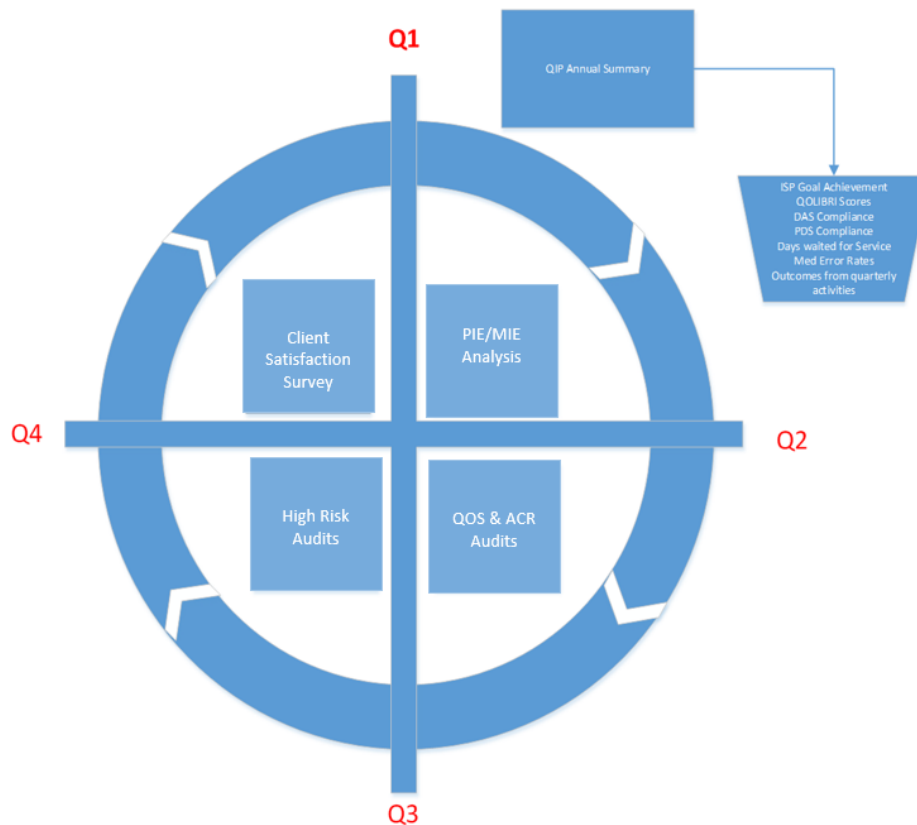 Q1
QIP Annual Summary
ISP Goal Achievement
QOLIBRI Scores
DAS Compliance
PDS Compliance
Days waited for Service
Med Error Rates
Outcomes from quarterly
activities
Client
Satisfaction
Survey
PIE/MIE
Analysis
Q4
Q2
High Risk
Audits
QOS & ACR
Audits
Q3